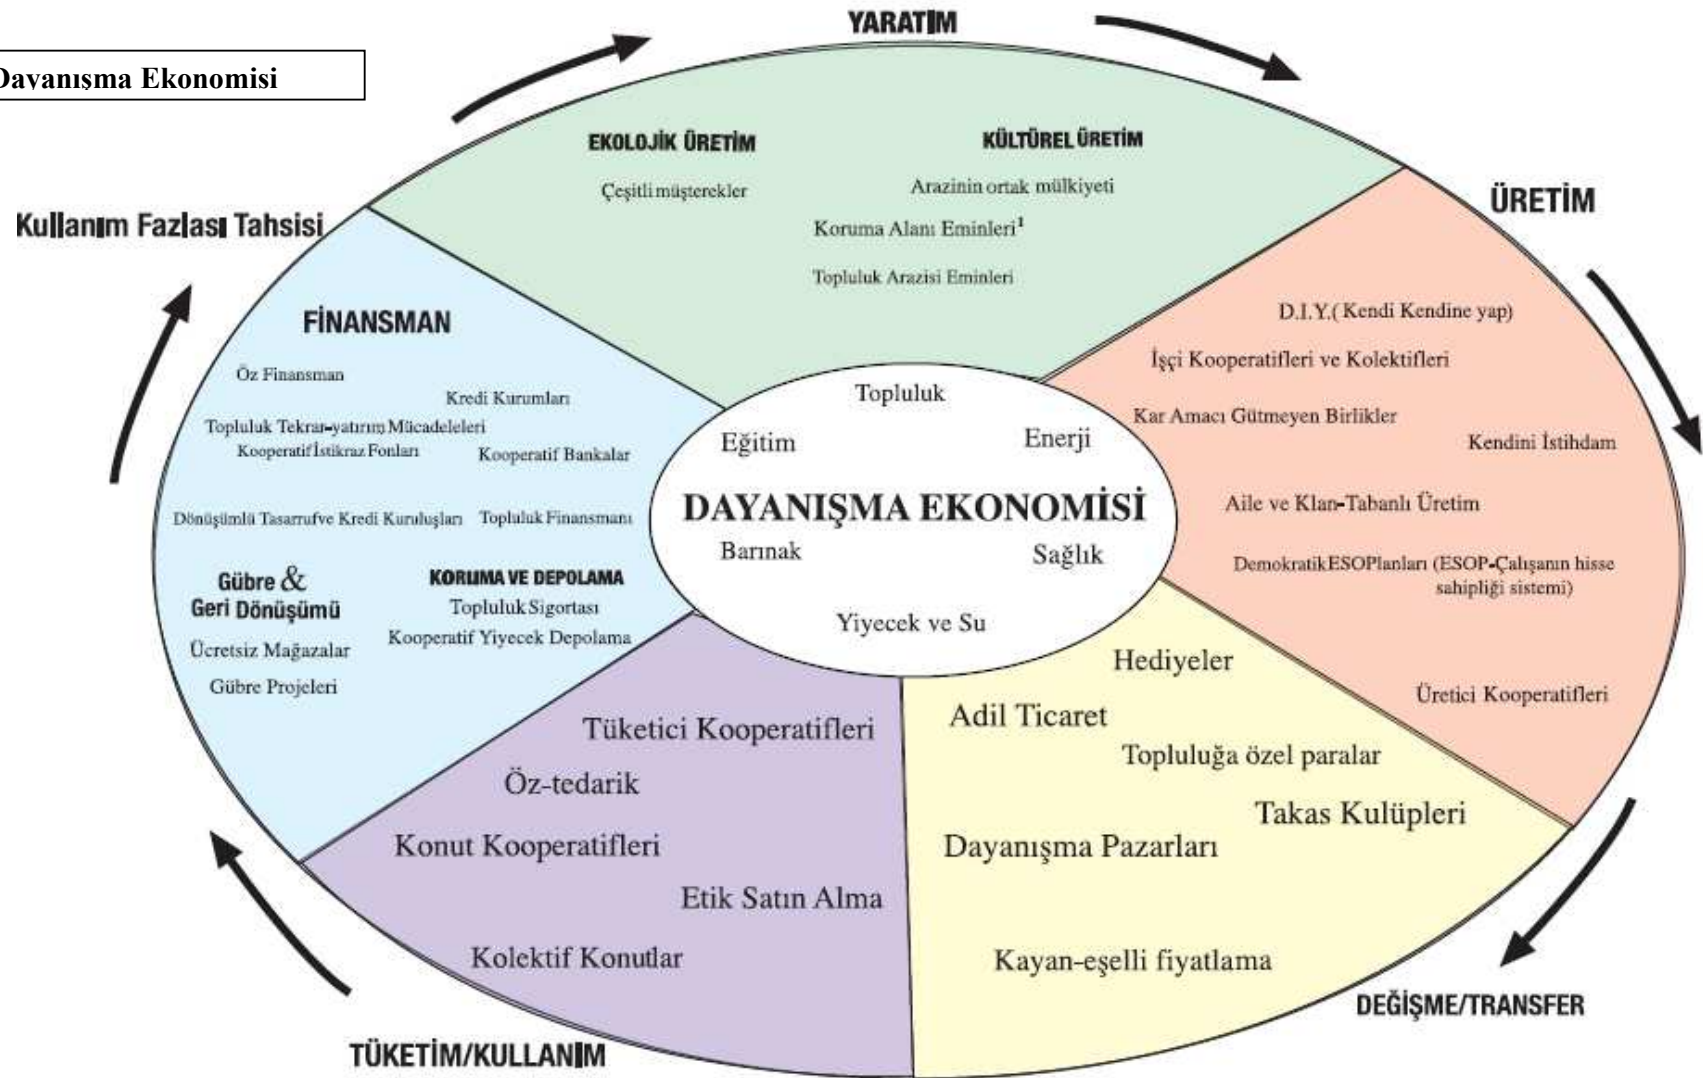 Dayanışma Ekonomisi
YARATIM
EKOLOJİK ÜRETİM
Çeşitli müşterekler
KÜLTÜREL ÜRETİM
Arazinin ortak mülkiyeti
Koruma Alanı Eminleri¹
Topluluk Arazisi Eminleri
ÜRETİM
D.I.Y.( Kendi Kendine yap)
İşçi Kooperatifleri ve Kolektifleri
Kar Amacı Gütmeyen Birlikler
Kendini İstihdam
Aile ve Klan-Tabanlı Üretim
Demokratik ESOPlanları (ESOP-Çalışanın hisse
sahipliği sistemi)
Üretici Kooperatifleri
DEĞİŞME/TRANSFER
Hediyeler
Adil Ticaret
Topluluğa özel paralar
Takas Kulüpleri
Dayanışma Pazarları
Kayan-eşelli fiyatlama
TÜKETİM/KULLANIM
Tüketici Kooperatifleri
Öz-tedarik
Konut Kooperatifleri
Etik Satın Alma
Kolektif Konutlar
Kullanım Fazlası Tahsisi
FİNANSMAN
Öz Finansman
Kredi Kurumları
Topluluk Tekrar-yatırım Mücadeleleri
Kooperatif İstikraz Fonları
Kooperatif Bankalar
Dönüşümlü Tasarruf ve Kredi Kuruluşları
Topluluk Finansmanı
Gübre &
Geri Dönüşümü
Ücretsiz Mağazalar
Gübre Projeleri
KORUMA VE DEPOLAMA
Topluluk Sigortası
Kooperatif Yiyecek Depolama
Topluluk
Eğitim
Enerji
DAYANIŞMA EKONOMİSİ
Barınak
Sağlık
Yiyecek ve Su